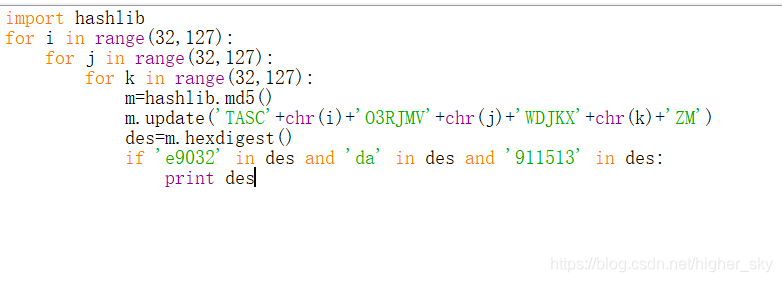 import hashlib
for i in range(32,127):
    for j in range(32,127):
        for k in range(32,127):
            m=hashlib.md5()
            m.update('TASC'+chr(i)+'O3RJMV'+chr(j)+'WDJKX'+chr(k)+'ZM')
            des=m.hexdigest()
            if 'e9032' in des and 'da' in des and '911513' in des:
                print des
https://blog.csdn.net/higher_sky